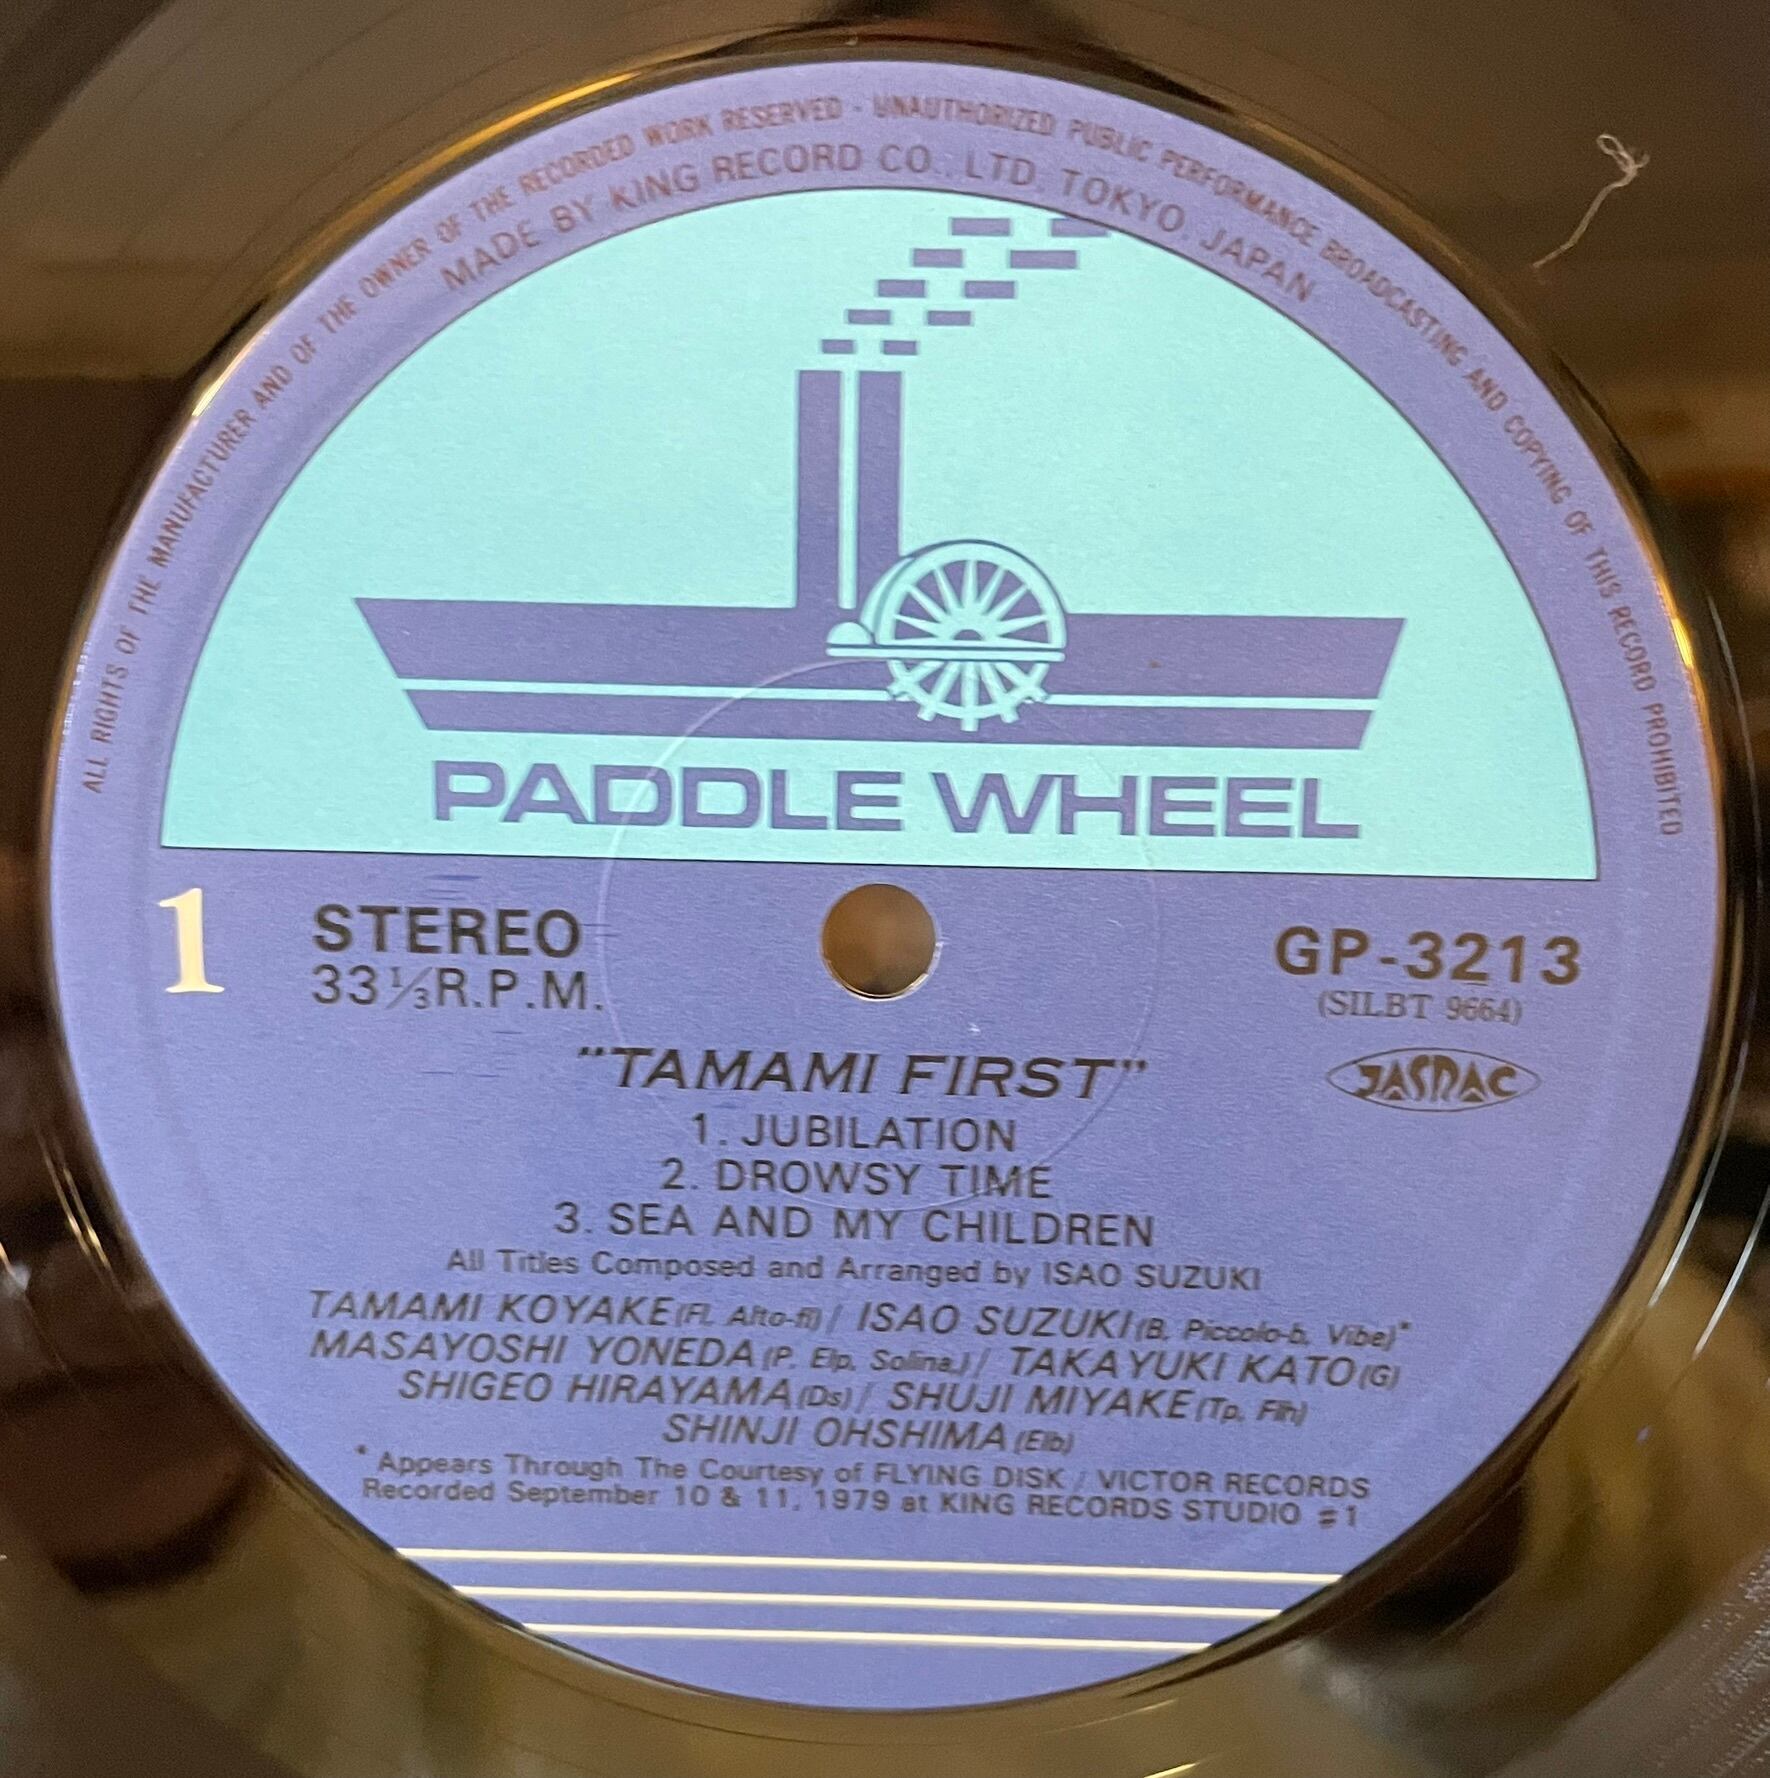 ALL RIGHTS OF THE MANUFACTURER AND OF THE OWNER OF THE RECORDED WORK RESERVED · UNAUTHORIZED PUBLIC PERFORMANCE BROADCASTING AND COPYING OF THIS RECORD PROHIBITED
MADE BY KING RECORD CO., LTD. TOKYO, JAPAN
PADDLE WHEEL
1
STEREO
33⅓R.P.M.
GP-3213
(SILBT 9664)
JASRAC
"TAMAMI FIRST"
1. JUBILATION
2. DROWSY TIME
3. SEA AND MY CHILDREN
All Titles Composed and Arranged by ISAO SUZUKI
TAMAMI KOYAKE (Fl. Alto-fl) / ISAO SUZUKI (B. Piccolo-b, Vibe)*
MASAYOSHI YONEDA (P. Elp, Solina.) / TAKAYUKI KATO (G)
SHIGEO HIRAYAMA (Ds) / SHUJI MIYAKE (Tp, Flh)
SHINJI OHSHIMA (Elb)
* Appears Through The Courtesy of FLYING DISK / VICTOR RECORDS
Recorded September 10 & 11, 1979 at KING RECORDS STUDIO #1